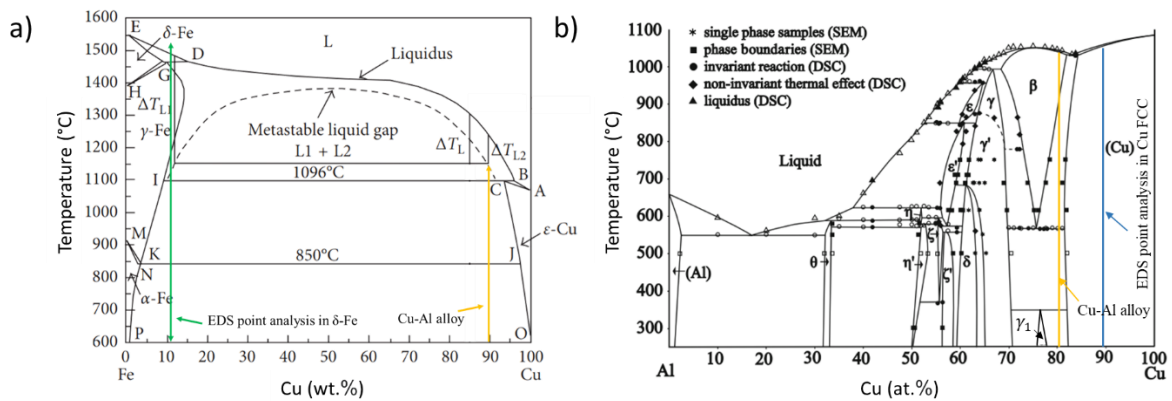 a)
Temperature (°C)
1600
1500
1400
1300
1200
1100
1000
900
800
700
600
E
δ-Fe
D
G
H
L
Liquidus
ΔT_L1
γ-Fe
Metastable liquid gap
L1 + L2
ΔT_L
ΔT_L2
1096°C
I
B
C
A
M
K
N
α-Fe
P
850°C
J
ε-Cu
O
EDS point analysis in δ-Fe
Cu-Al alloy
0 10 20 30 40 50 60 70 80 90 100
Fe
Cu
Cu (wt.%)
b)
Temperature (°C)
1100
1000
900
800
700
600
500
400
300
single phase samples (SEM)
phase boundaries (SEM)
invariant reaction (DSC)
non-invariant thermal effect (DSC)
liquidus (DSC)
Liquid
β
ε
γ
γ'
ε'
(Cu)
η
ζ
(Al)
θ
η'
ζ'
δ
γ1
Cu-Al alloy
EDS point analysis in Cu FCC
Al
10 20 30 40 50 60 70 80 90
Cu
Cu (at.%)